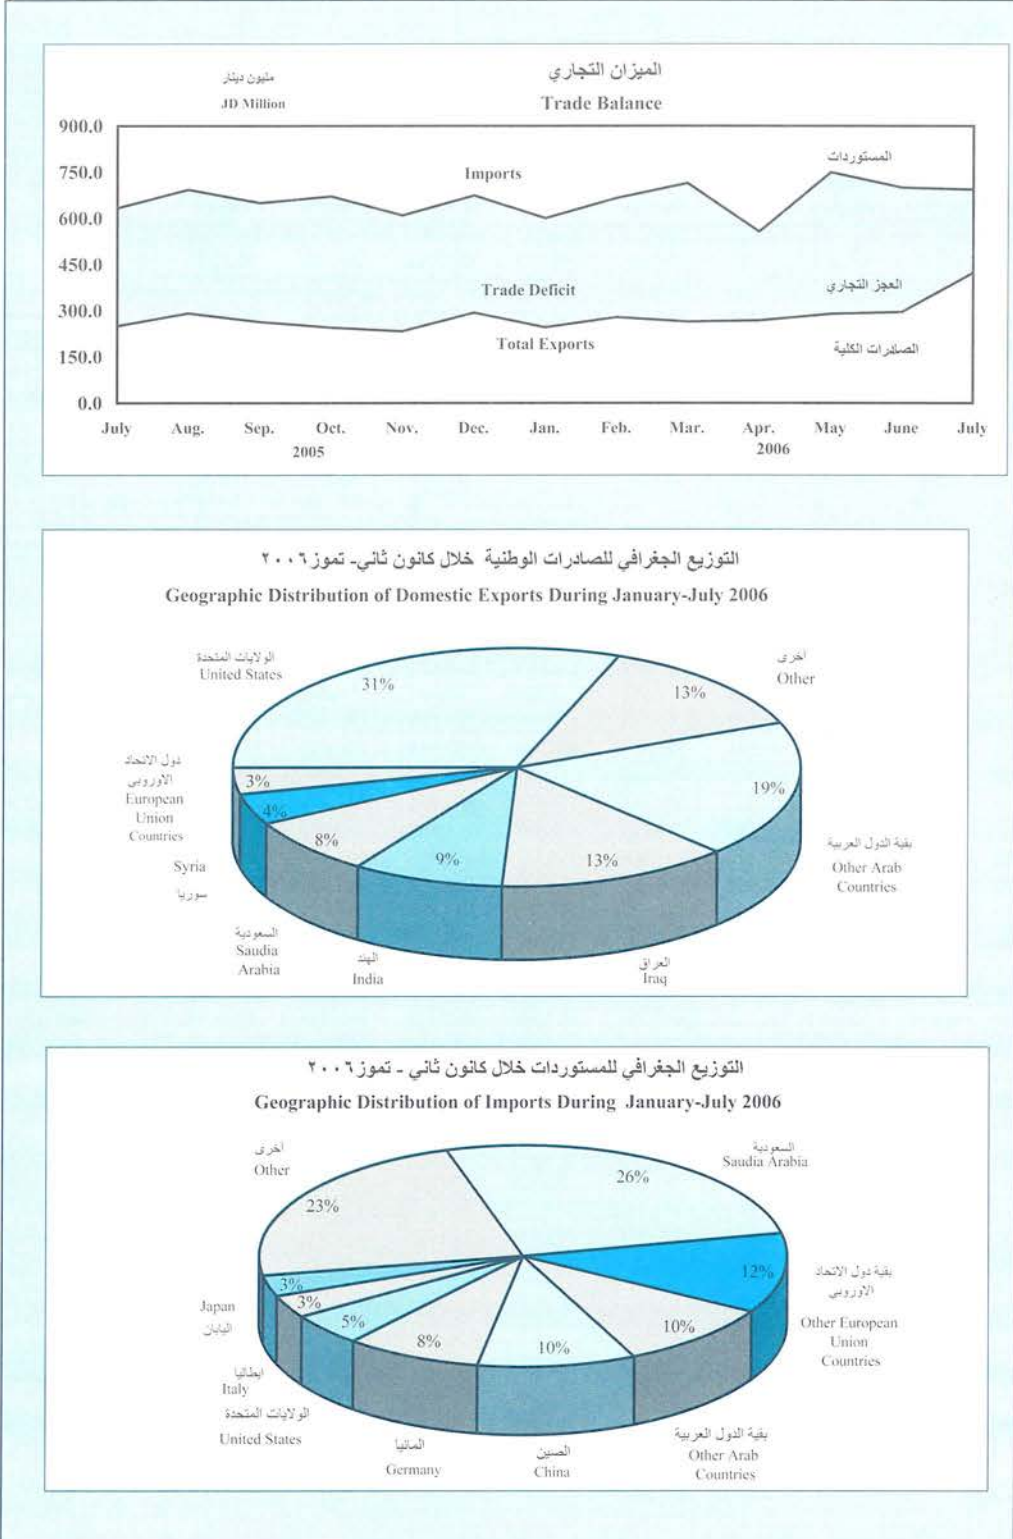 الميزان التجاري
مليون دينار
JD Million
Trade Balance
900.0
750.0
600.0
450.0
300.0
150.0
0.0
Imports
المستوردات
Trade Deficit
العجز التجاري
Total Exports
الصادرات الكلية
July Aug. Sep. Oct. Nov. Dec. Jan. Feb. Mar. Apr. May June July
2005 2006
التوزيع الجغرافي للصادرات الوطنية خلال كانون ثاني- تموز ٢٠٠٦
Geographic Distribution of Domestic Exports During January-July 2006
الولايات المتحدة
United States
31%
أخرى
Other
13%
دول الاتحاد
الاوروبي
European
Union
Countries
3%
19%
بقية الدول العربية
Other Arab
Countries
4%
Syria
سوريا
8%
السعودية
Saudia
Arabia
9%
الهند
India
13%
العراق
Iraq
التوزيع الجغرافي للمستوردات خلال كانون ثاني - تموز ٢٠٠٦
Geographic Distribution of Imports During January-July 2006
أخرى
Other
23%
السعودية
Saudia Arabia
26%
12%
بقية دول الاتحاد
الاوروبي
Other European
Union
Countries
3%
Japan
اليابان
3%
ايطاليا
Italy
5%
الولايات المتحدة
United States
8%
المانيا
Germany
10%
الصين
China
10%
بقية الدول العربية
Other Arab
Countries